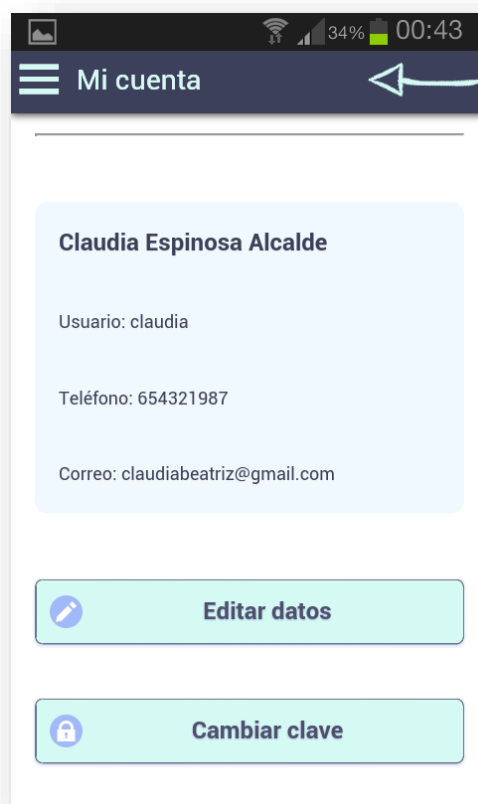 34% 00:43
Mi cuenta
Claudia Espinosa Alcalde
Usuario: claudia
Teléfono: 654321987
Correo: claudiabeatriz@gmail.com
Editar datos
Cambiar clave